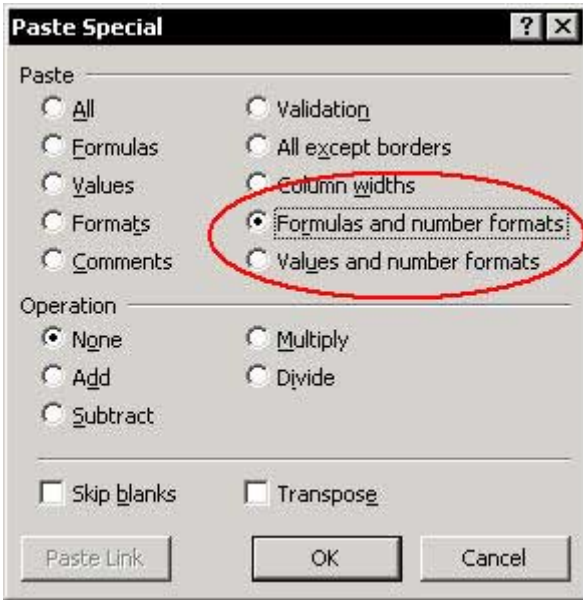 Paste Special
Paste
All
Validation
Formulas
All except borders
Values
Column widths
Formats
Formulas and number formats
Comments
Values and number formats
Operation
None
Multiply
Add
Divide
Subtract
Skip blanks
Transpose
Paste Link
OK
Cancel